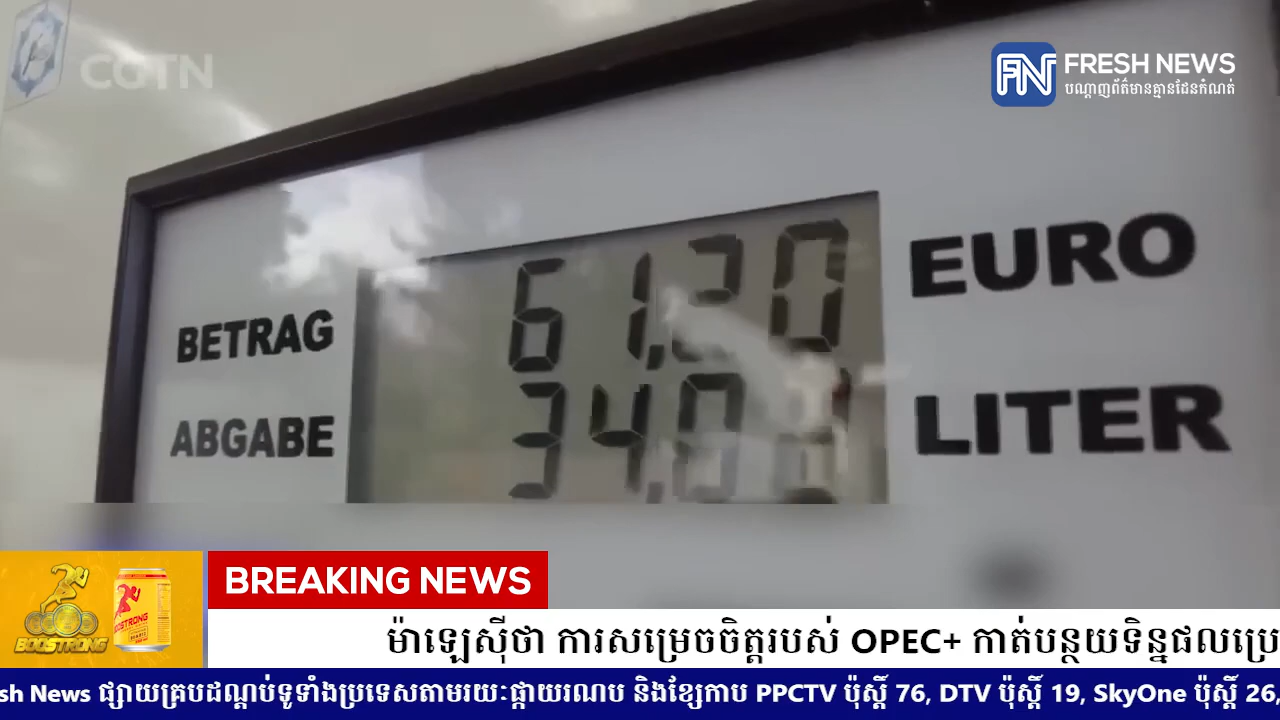 CGTN
FRESH NEWS
បណ្ដាញព័ត៌មានគ្មានដែនកំណត់
61,20 EURO
BETRAG
ABGABE
LITER
BOOSTRONG
BREAKING NEWS
ម៉ាឡេស៊ីថា ការសម្រេចចិត្តរបស់ OPEC+ កាត់បន្ថយទិន្នផលប្រេ
sh News ផ្សាយគ្របដណ្ដប់ទូទាំងប្រទេសតាមរយៈផ្កាយរណប និងខ្សែកាប PPCTV ប៉ុស្តិ៍ 76, DTV ប៉ុស្តិ៍ 19, SkyOne ប៉ុស្តិ៍ 26,